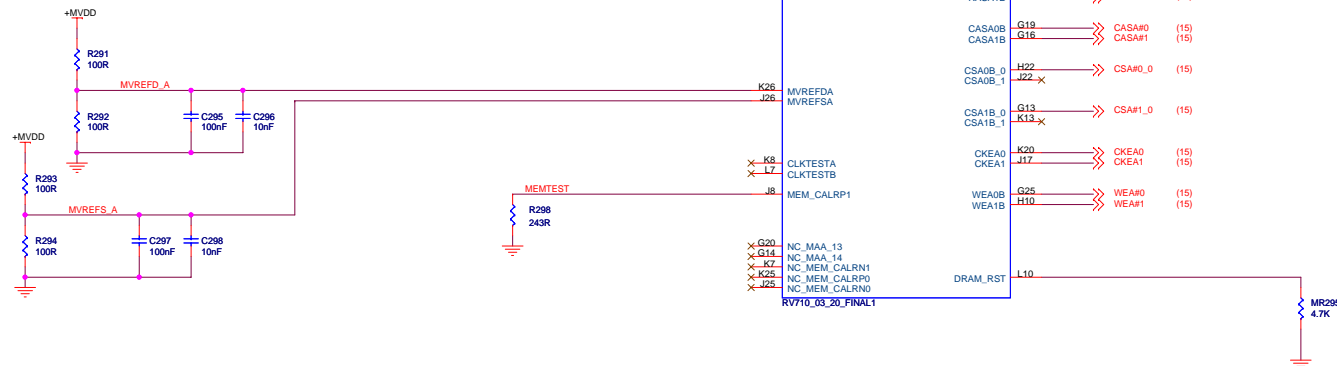 +MVDD
R291
100R
MVREFD_A
R292
100R
C295
100nF
C296
10nF
+MVDD
R293
100R
MVREFS_A
R294
100R
C297
100nF
C298
10nF
MEMTEST
R298
243R
K26 MVREFDA
J26 MVREFSA
K8 CLKTESTA
L7 CLKTESTB
J8 MEM_CALRP1
G20 NC_MAA_13
G14 NC_MAA_14
K7 NC_MEM_CALRN1
K25 NC_MEM_CALRP0
J25 NC_MEM_CALRN0
RV710_03_20_FINAL1
CASA0B G19 CASA#0 (15)
CASA1B G16 CASA#1 (15)
CSA0B_0 H22 CSA#0_0 (15)
CSA0B_1 J22
CSA1B_0 G13 CSA#1_0 (15)
CSA1B_1 K13
CKEA0 K20 CKEA0 (15)
CKEA1 J17 CKEA1 (15)
WEA0B G25 WEA#0 (15)
WEA1B H10 WEA#1 (15)
DRAM_RST L10
MR295
4.7K